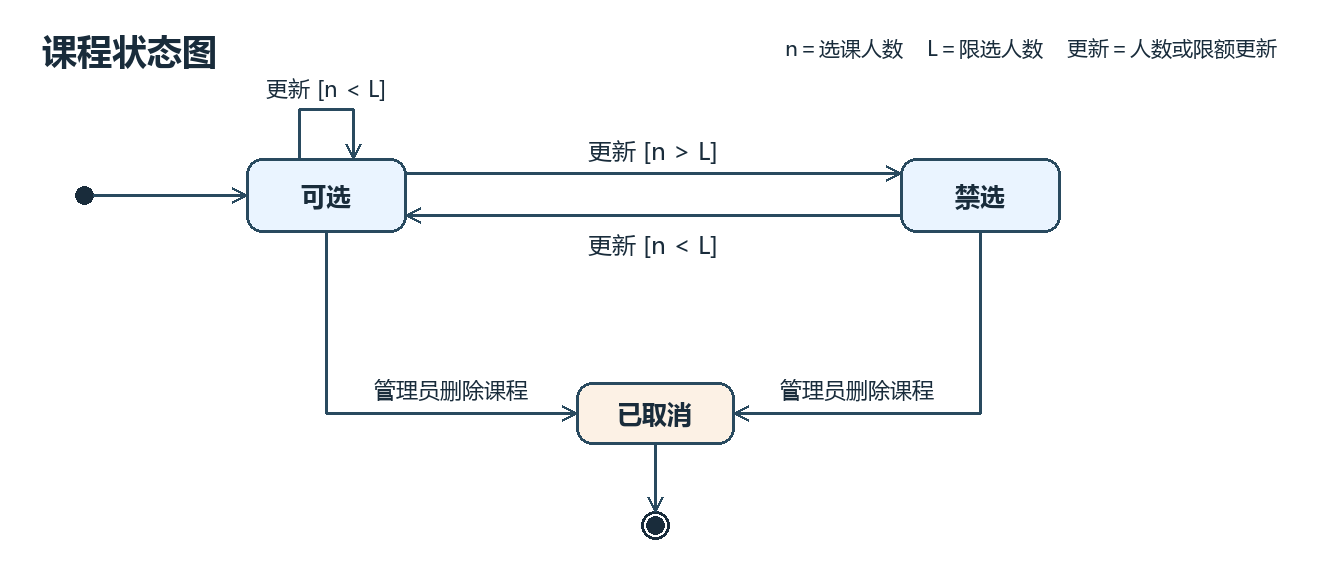 课程状态图
n = 选课人数 L = 限选人数 更新 = 人数或限额更新
更新 [n < L]
更新 [n > L]
可选
禁选
更新 [n < L]
管理员删除课程
管理员删除课程
已取消